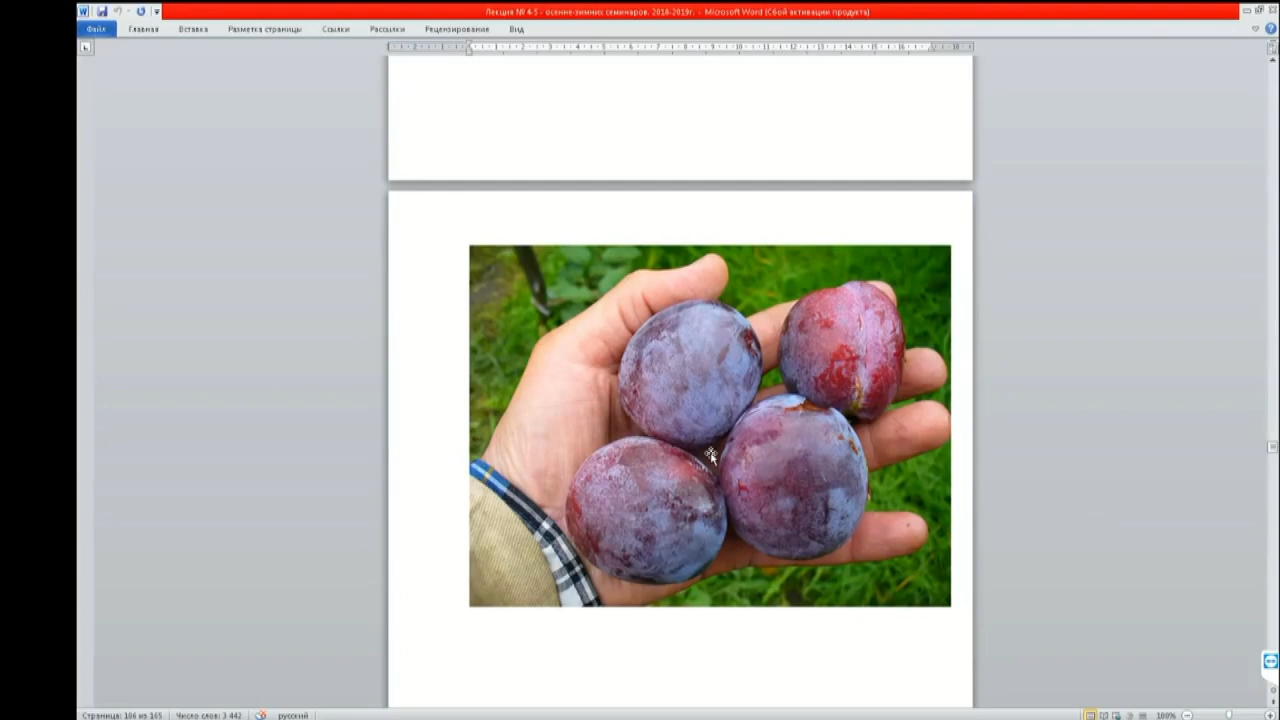 Лекция № 4-5 - осенне-зимних семинаров. 2018-2019г. - Microsoft Word (Сбой активации продукта)
Файл Главная Вставка Разметка страницы Ссылки Рассылки Рецензирование Вид
Страница: 106 из 165 Число слов: 3 442 русский 100%